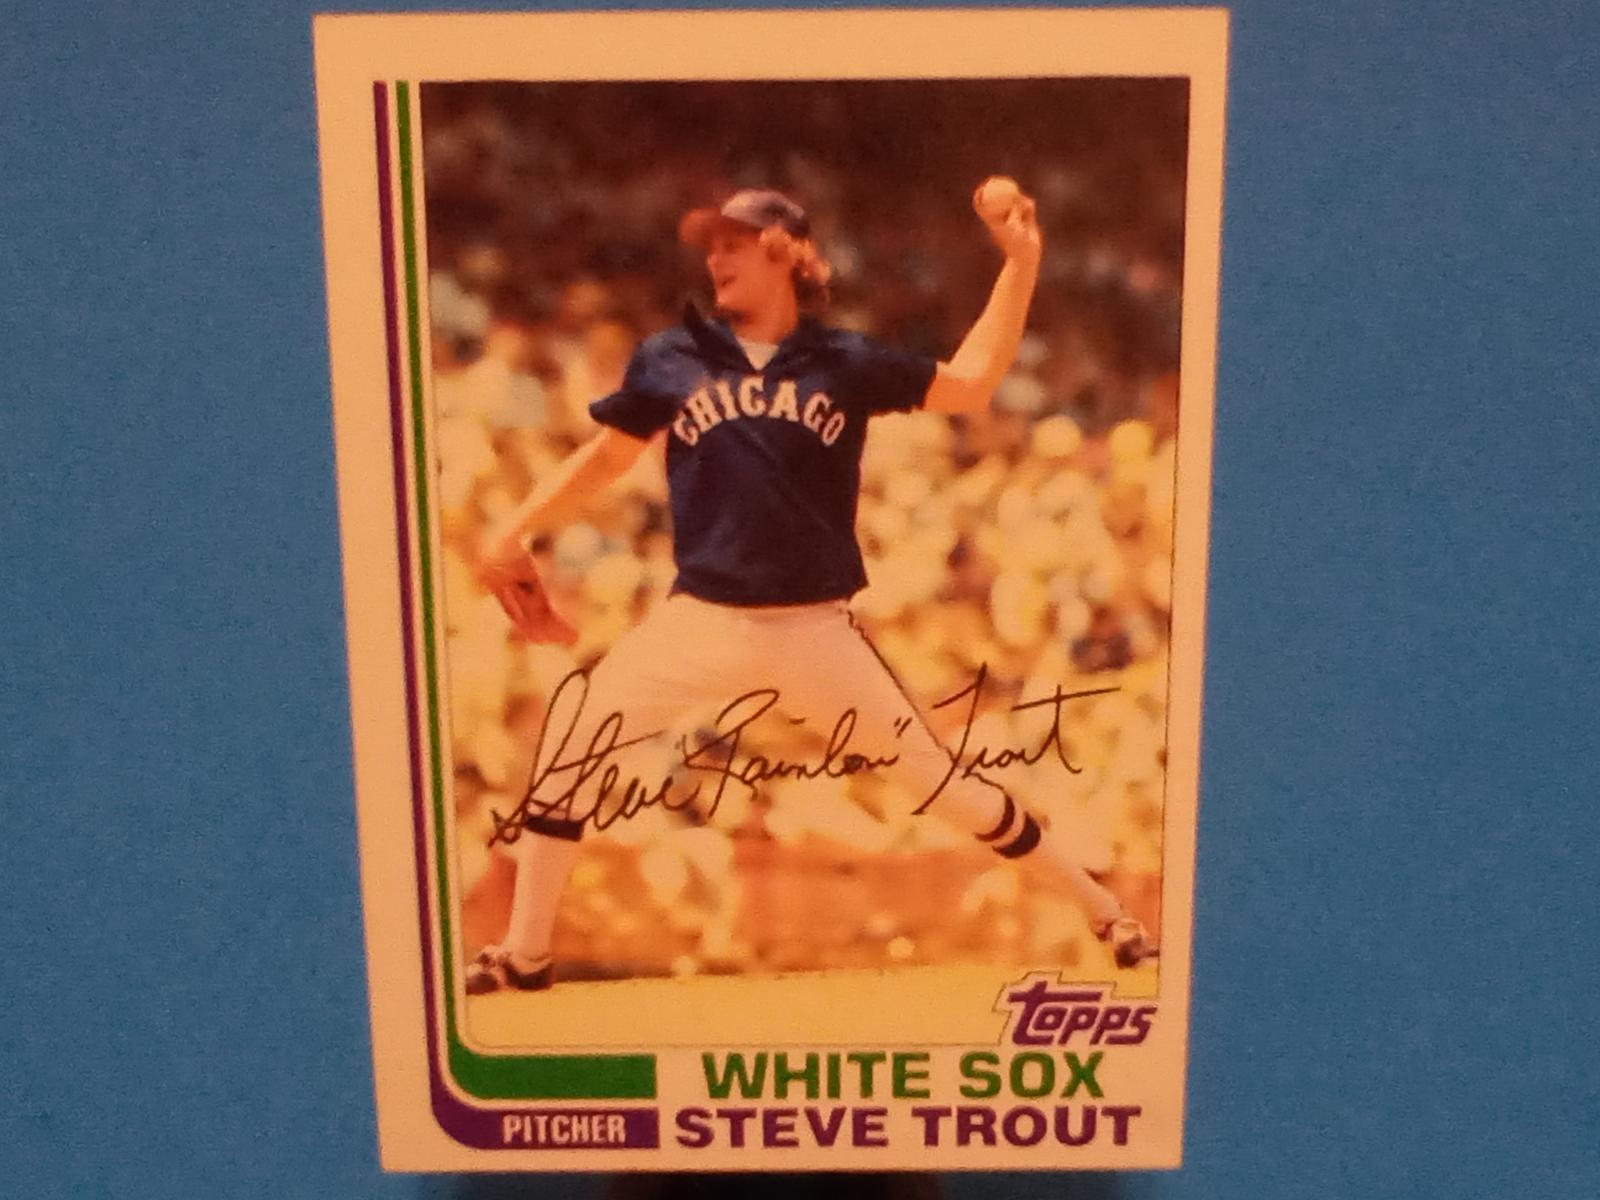 CHICAGO
Steve "Rainbow" Trout
topps
WHITE SOX
PITCHER STEVE TROUT